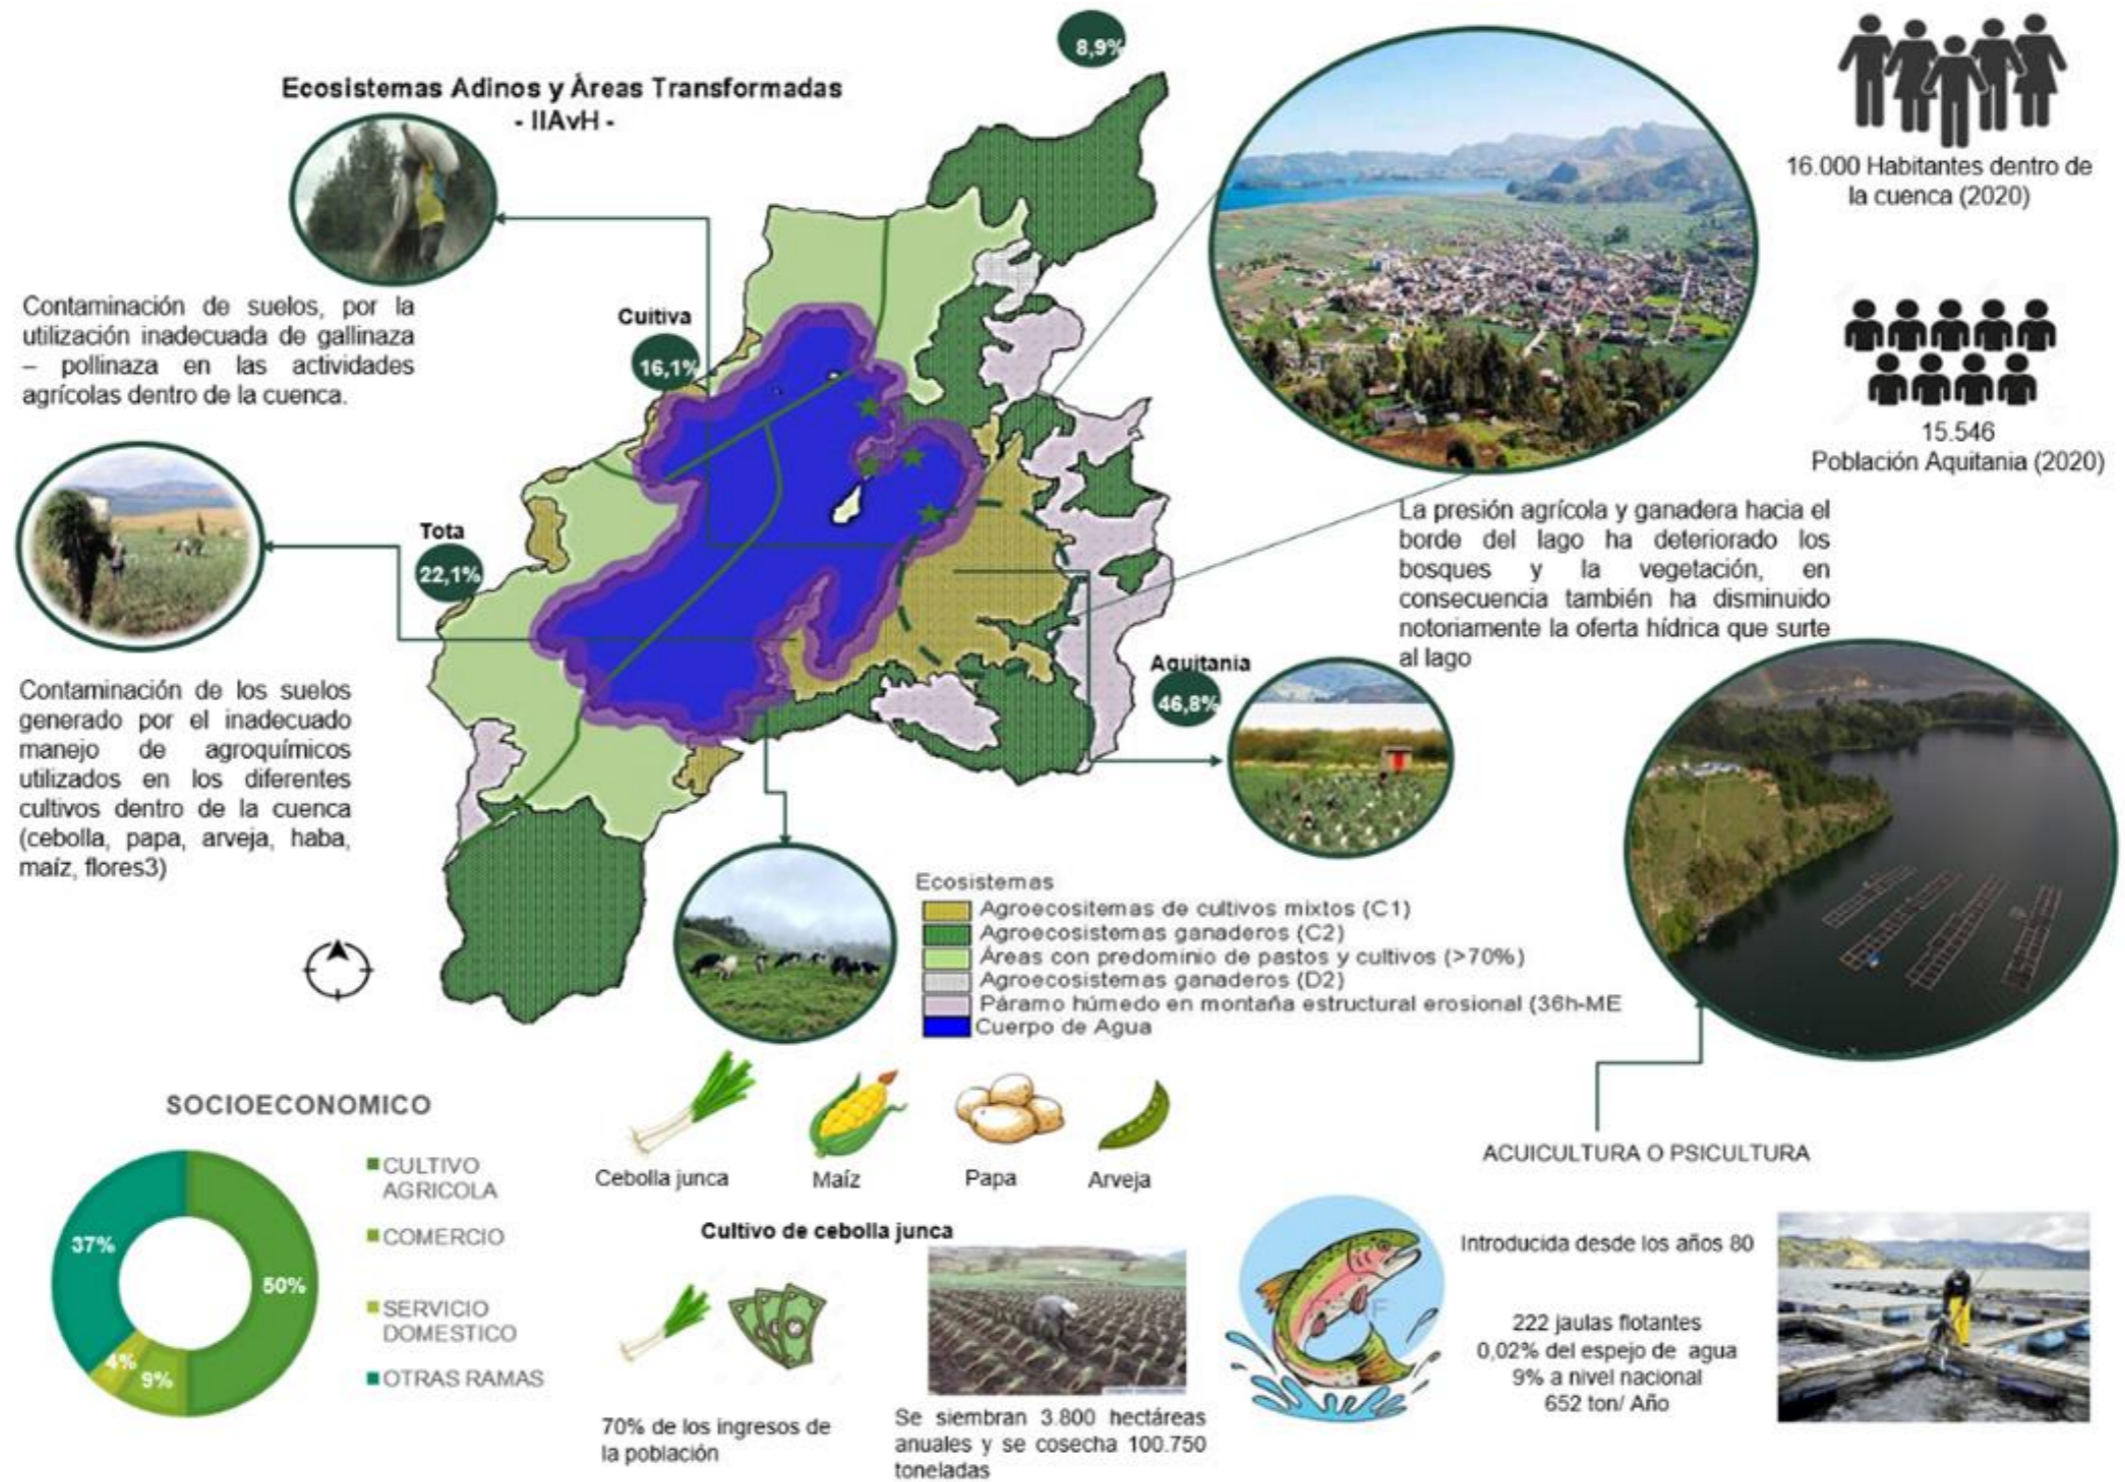 8,9%
Ecosistemas Adinos y Áreas Transformadas
- IIAvH -
16.000 Habitantes dentro de
la cuenca (2020)
Contaminación de suelos, por la
utilización inadecuada de gallinaza
– pollinaza en las actividades
agrícolas dentro de la cuenca.
Cuitiva
16,1%
15.546
Población Aquitania (2020)
Tota
22,1%
La presión agrícola y ganadera hacia el
borde del lago ha deteriorado los
bosques y la vegetación, en
consecuencia también ha disminuido
notoriamente la oferta hídrica que surte
al lago
Aquitania
46,8%
Contaminación de los suelos
generado por el inadecuado
manejo de agroquímicos
utilizados en los diferentes
cultivos dentro de la cuenca
(cebolla, papa, arveja, haba,
maíz, flores3)
Ecosistemas
Agroecositemas de cultivos mixtos (C1)
Agroecosistemas ganaderos (C2)
Áreas con predominio de pastos y cultivos (>70%)
Agroecosistemas ganaderos (D2)
Páramo húmedo en montaña estructural erosional (36h-ME
Cuerpo de Agua
SOCIOECONOMICO
37%
50%
4%
9%
CULTIVO
AGRICOLA
COMERCIO
SERVICIO
DOMESTICO
OTRAS RAMAS
Cebolla junca
Maíz
Papa
Arveja
Cultivo de cebolla junca
70% de los ingresos de
la población
Se siembran 3.800 hectáreas
anuales y se cosecha 100.750
toneladas
ACUICULTURA O PSICULTURA
Introducida desde los años 80
222 jaulas flotantes
0,02% del espejo de agua
9% a nivel nacional
652 ton/ Año